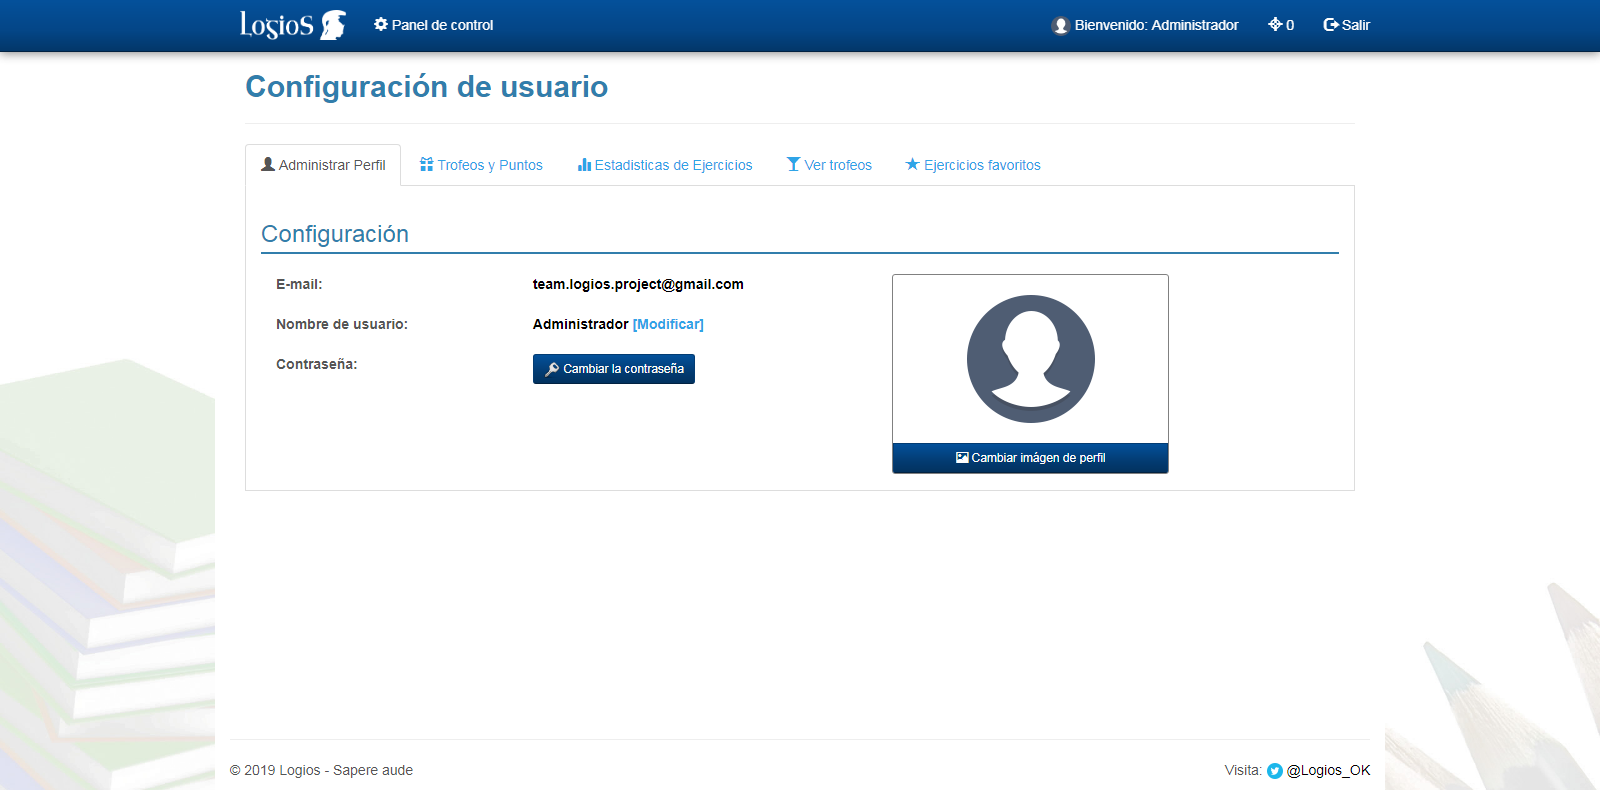 LogioS Panel de control Bienvenido: Administrador 0 Salir
Configuración de usuario
Administrar Perfil Trofeos y Puntos Estadisticas de Ejercicios Ver trofeos Ejercicios favoritos
Configuración
E-mail: team.logios.project@gmail.com
Nombre de usuario: Administrador [Modificar]
Contraseña: Cambiar la contraseña
Cambiar imágen de perfil
© 2019 Logios - Sapere aude Visita: @Logios_OK